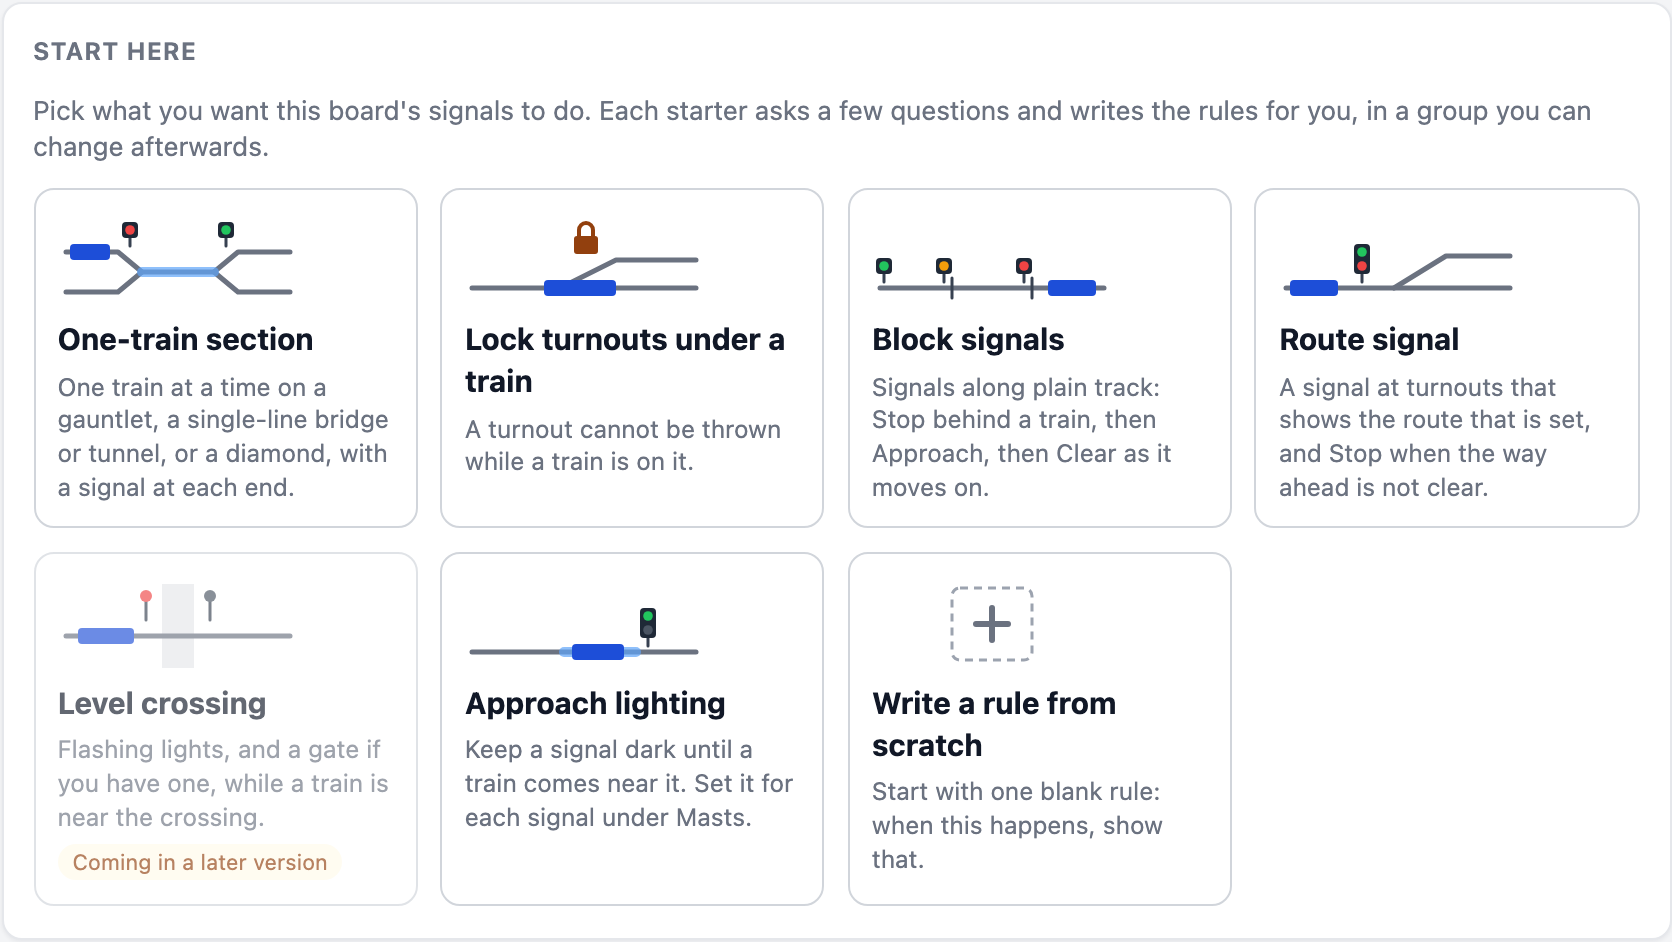 START HERE
Pick what you want this board's signals to do. Each starter asks a few questions and writes the rules for you, in a group you can
change afterwards.
One-train section
One train at a time on a
gauntlet, a single-line bridge
or tunnel, or a diamond, with
a signal at each end.
Lock turnouts under a
train
A turnout cannot be thrown
while a train is on it.
Block signals
Signals along plain track:
Stop behind a train, then
Approach, then Clear as it
moves on.
Route signal
A signal at turnouts that
shows the route that is set,
and Stop when the way
ahead is not clear.
Level crossing
Flashing lights, and a gate if
you have one, while a train is
near the crossing.
Coming in a later version
Approach lighting
Keep a signal dark until a
train comes near it. Set it for
each signal under Masts.
Write a rule from
scratch
Start with one blank rule:
when this happens, show
that.